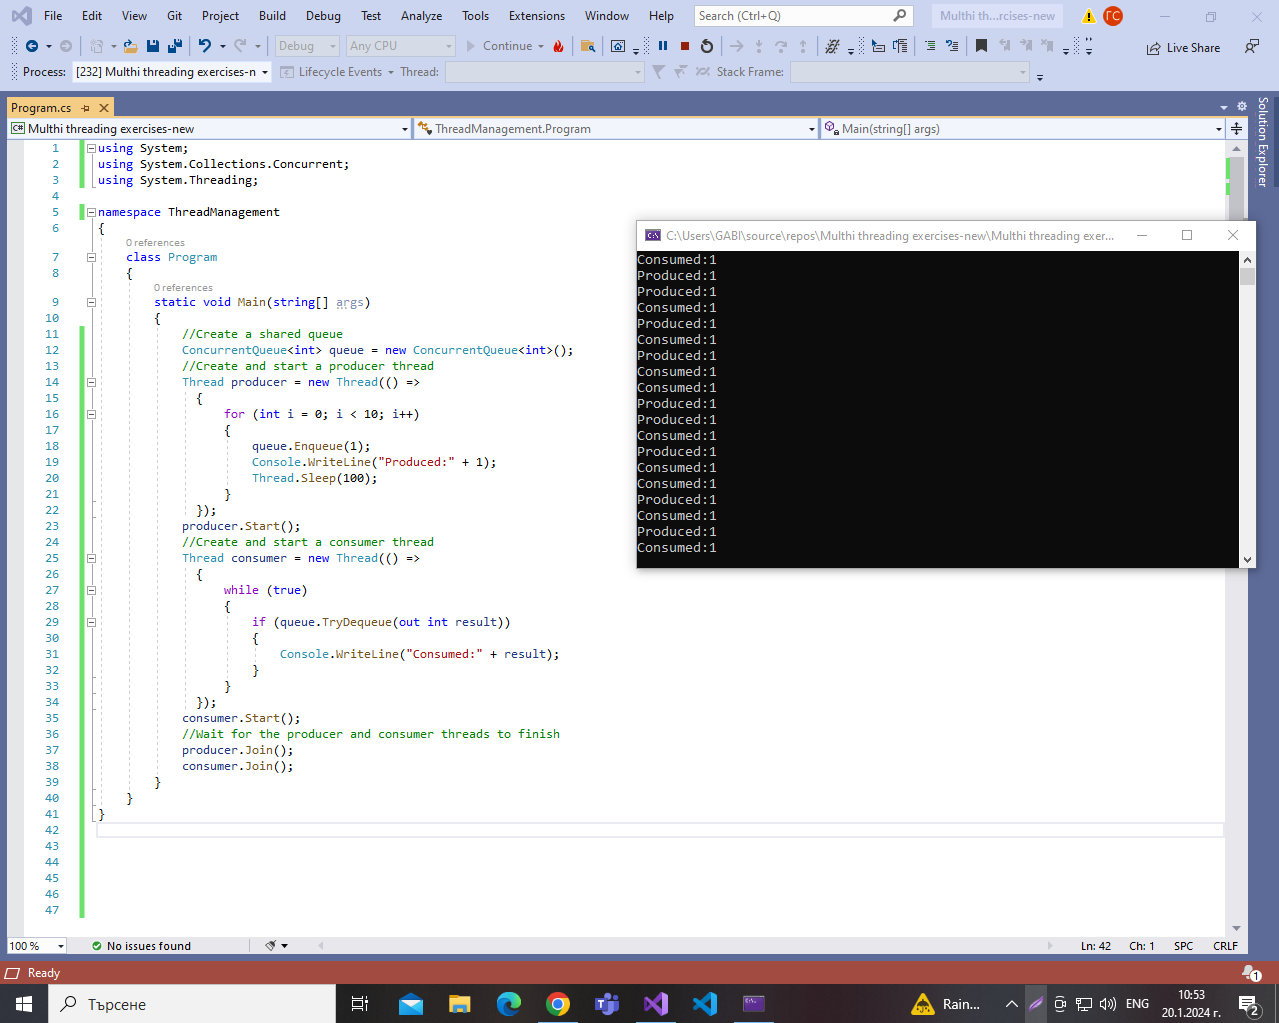 File Edit View Git Project Build Debug Test Analyze Tools Extensions Window Help Search (Ctrl+Q) Multhi th...rcises-new ГС
Debug Any CPU Continue Live Share
Process: [232] Multhi threading exercises-n Lifecycle Events Thread: Stack Frame:
Program.cs
Solution Explorer
C# Multhi threading exercises-new ThreadManagement.Program Main(string[] args)
1 using System;
2 using System.Collections.Concurrent;
3 using System.Threading;
4
5 namespace ThreadManagement
6 {
0 references
7 class Program
8 {
0 references
9 static void Main(string[] args)
10 {
11 //Create a shared queue
12 ConcurrentQueue<int> queue = new ConcurrentQueue<int>();
13 //Create and start a producer thread
14 Thread producer = new Thread(() =>
15 {
16 for (int i = 0; i < 10; i++)
17 {
18 queue.Enqueue(1);
19 Console.WriteLine("Produced:" + 1);
20 Thread.Sleep(100);
21 }
22 });
23 producer.Start();
24 //Create and start a consumer thread
25 Thread consumer = new Thread(() =>
26 {
27 while (true)
28 {
29 if (queue.TryDequeue(out int result))
30 {
31 Console.WriteLine("Consumed:" + result);
32 }
33 }
34 });
35 consumer.Start();
36 //Wait for the producer and consumer threads to finish
37 producer.Join();
38 consumer.Join();
39 }
40 }
41 }
42
43
44
45
46
47
C:\Users\GABI\source\repos\Multhi threading exercises-new\Multhi threading exer...
Consumed:1
Produced:1
Produced:1
Consumed:1
Produced:1
Consumed:1
Produced:1
Consumed:1
Consumed:1
Produced:1
Produced:1
Consumed:1
Produced:1
Consumed:1
Consumed:1
Produced:1
Consumed:1
Produced:1
Consumed:1
100 % No issues found Ln: 42 Ch: 1 SPC CRLF
Ready 1
Търсене Rain... ENG 10:53
20.1.2024 г. 2